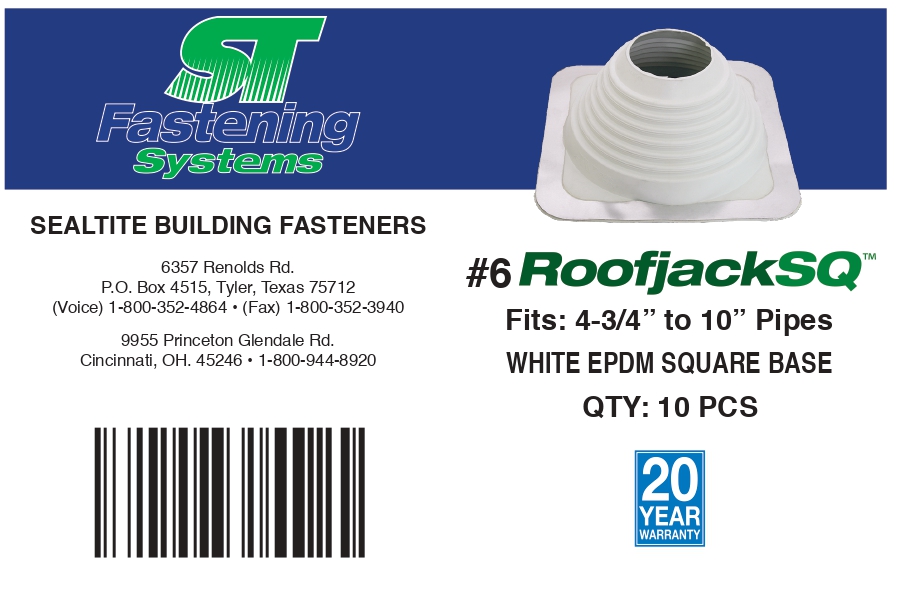 ST
Fastening
Systems
SEALTITE BUILDING FASTENERS
6357 Renolds Rd.
P.O. Box 4515, Tyler, Texas 75712
(Voice) 1-800-352-4864 • (Fax) 1-800-352-3940
9955 Princeton Glendale Rd.
Cincinnati, OH. 45246 • 1-800-944-8920
#6 RoofjackSQ™
Fits: 4-3/4” to 10” Pipes
WHITE EPDM SQUARE BASE
QTY: 10 PCS
20
YEAR
WARRANTY